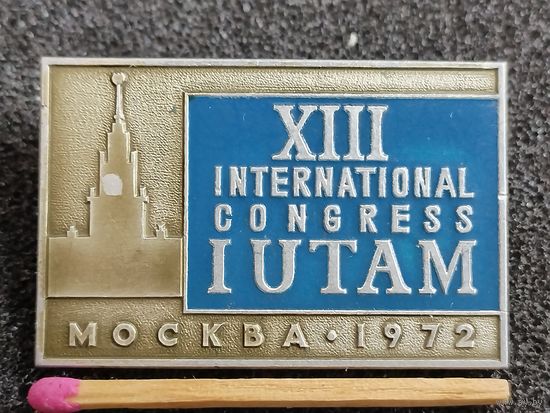 XIII
INTERNATIONAL
CONGRESS
IUTAM
МОСКВА · 1972